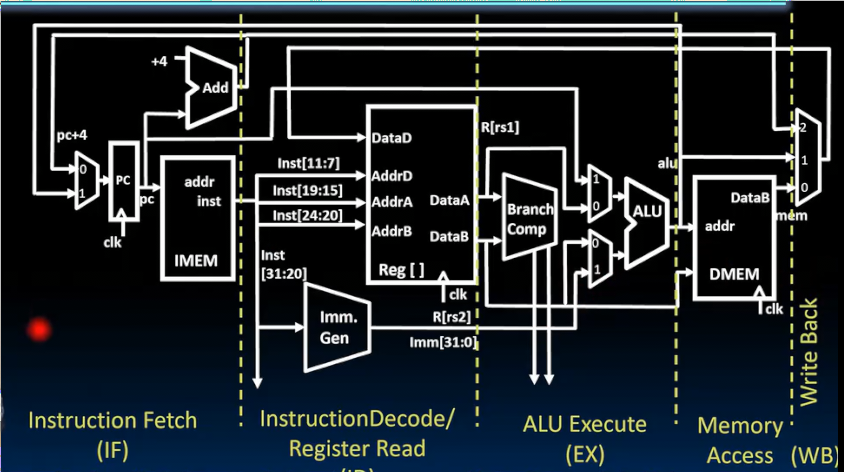 +4
Add
pc+4
0
1
PC
pc
clk
addr
inst
IMEM
Inst[11:7]
Inst[19:15]
Inst[24:20]
Inst
[31:20]
DataD
AddrD
AddrA
AddrB
DataA
DataB
Reg [ ]
clk
Imm.
Gen
R[rs1]
R[rs2]
Imm[31:0]
Branch
Comp
1
0
0
1
ALU
alu
addr
DataB
DMEM
clk
mem
2
1
0
Write Back
Instruction Fetch
(IF)
InstructionDecode/
Register Read
(ID)
ALU Execute
(EX)
Memory
Access
(WB)